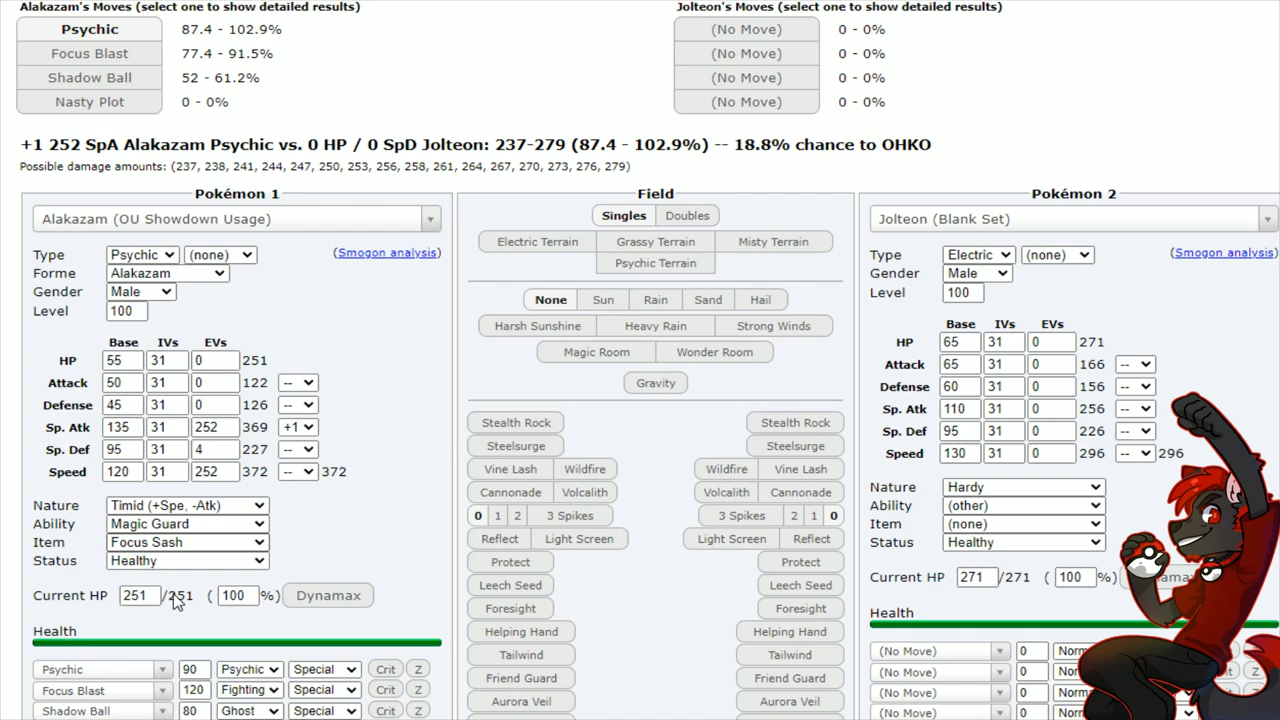 Alakazam's Moves (select one to show detailed results)
Psychic 87.4 - 102.9%
Focus Blast 77.4 - 91.5%
Shadow Ball 52 - 61.2%
Nasty Plot 0 - 0%
Jolteon's Moves (select one to show detailed results)
(No Move) 0 - 0%
(No Move) 0 - 0%
(No Move) 0 - 0%
(No Move) 0 - 0%
+1 252 SpA Alakazam Psychic vs. 0 HP / 0 SpD Jolteon: 237-279 (87.4 - 102.9%) -- 18.8% chance to OHKO
Possible damage amounts: (237, 238, 241, 244, 247, 250, 253, 256, 258, 261, 264, 267, 270, 273, 276, 279)
Pokémon 1
Alakazam (OU Showdown Usage)
Type Psychic (none) (Smogon analysis)
Forme Alakazam
Gender Male
Level 100
Base IVs EVs
HP 55 31 0 251
Attack 50 31 0 122 --
Defense 45 31 0 126 --
Sp. Atk 135 31 252 369 +1
Sp. Def 95 31 4 227 --
Speed 120 31 252 372 -- 372
Nature Timid (+Spe, -Atk)
Ability Magic Guard
Item Focus Sash
Status Healthy
Current HP 251 /251 ( 100 %) Dynamax
Health
Psychic 90 Psychic Special Crit Z
Focus Blast 120 Fighting Special Crit Z
Shadow Ball 80 Ghost Special Crit Z
Field
Singles Doubles
Electric Terrain Grassy Terrain Misty Terrain
Psychic Terrain
None Sun Rain Sand Hail
Harsh Sunshine Heavy Rain Strong Winds
Magic Room Wonder Room
Gravity
Stealth Rock Stealth Rock
Steelsurge Steelsurge
Vine Lash Wildfire Wildfire Vine Lash
Cannonade Volcalith Volcalith Cannonade
0 1 2 3 Spikes 3 Spikes 2 1 0
Reflect Light Screen Light Screen Reflect
Protect Protect
Leech Seed Leech Seed
Foresight Foresight
Helping Hand Helping Hand
Tailwind Tailwind
Friend Guard Friend Guard
Aurora Veil Aurora Veil
Pokémon 2
Jolteon (Blank Set)
Type Electric (none) (Smogon analysis)
Gender Male
Level 100
Base IVs EVs
HP 65 31 0 271
Attack 65 31 0 166 --
Defense 60 31 0 156 --
Sp. Atk 110 31 0 256 --
Sp. Def 95 31 0 226 --
Speed 130 31 0 296 -- 296
Nature Hardy
Ability (other)
Item (none)
Status Healthy
Current HP 271 /271 ( 100 %)
Health
(No Move) 0
(No Move) 0
(No Move) 0
(No Move) 0